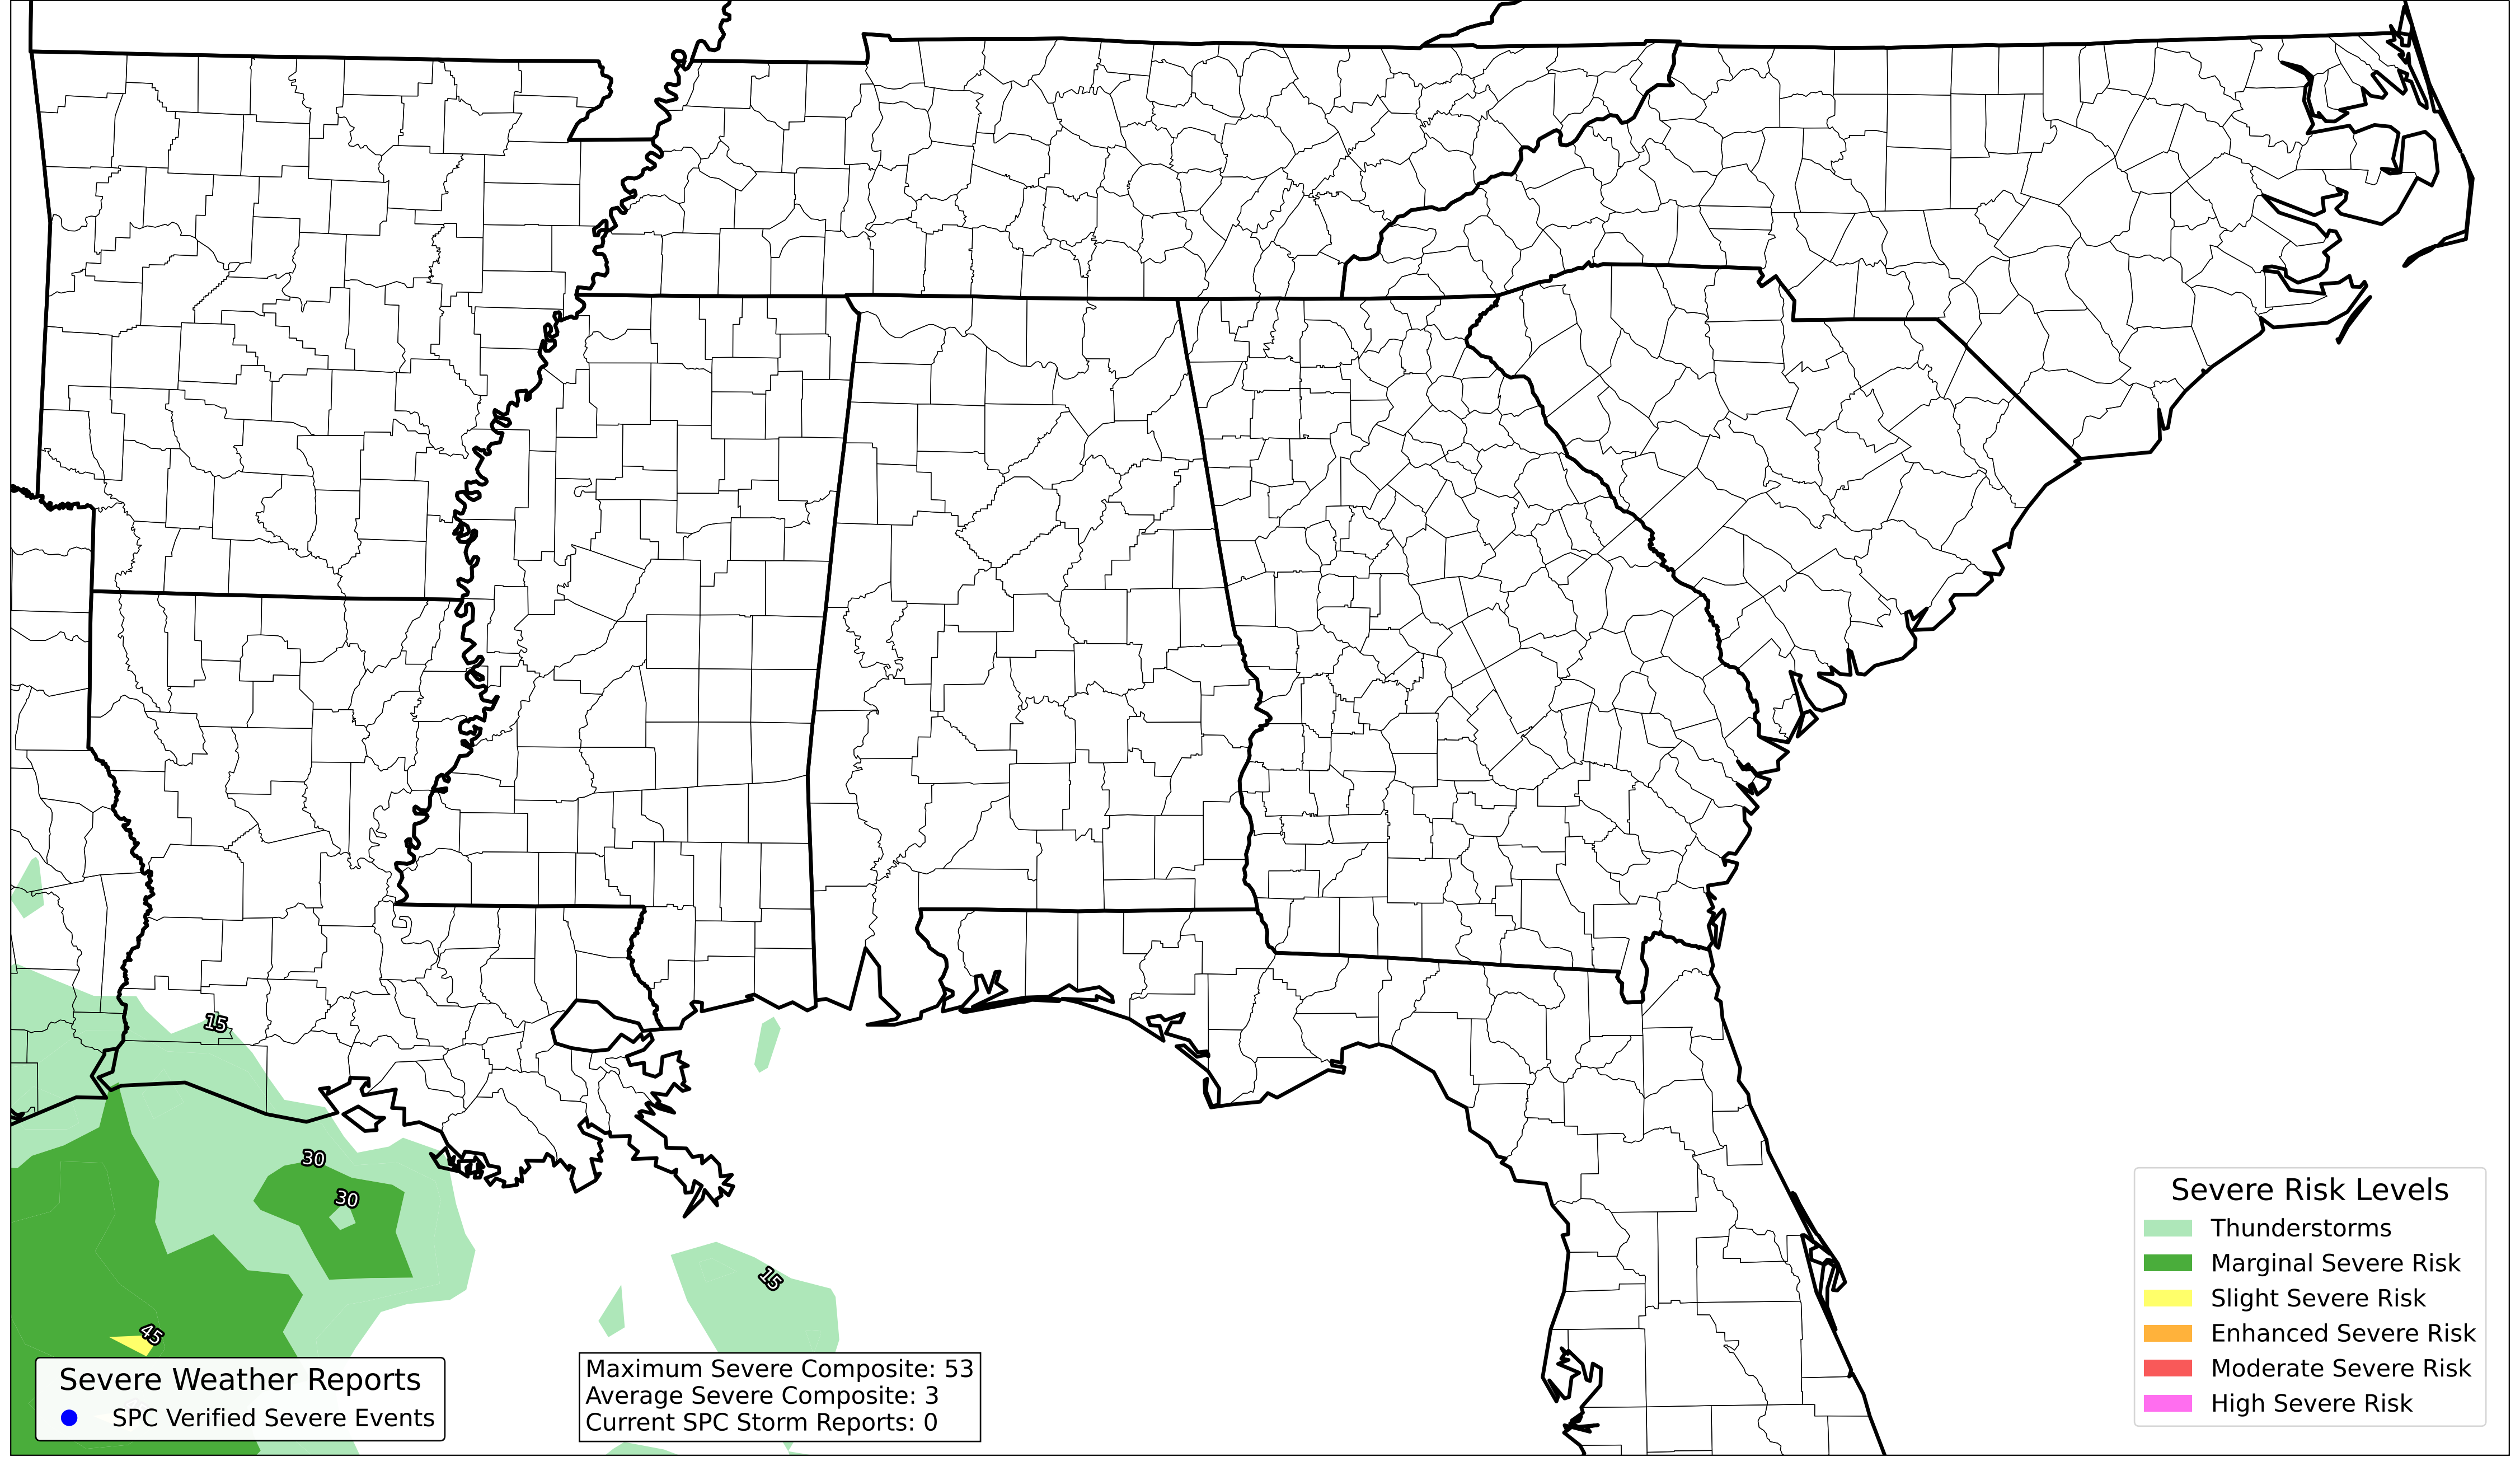 15
30
30
15
45
Severe Weather Reports
SPC Verified Severe Events
Maximum Severe Composite: 53
Average Severe Composite: 3
Current SPC Storm Reports: 0
Severe Risk Levels
Thunderstorms
Marginal Severe Risk
Slight Severe Risk
Enhanced Severe Risk
Moderate Severe Risk
High Severe Risk